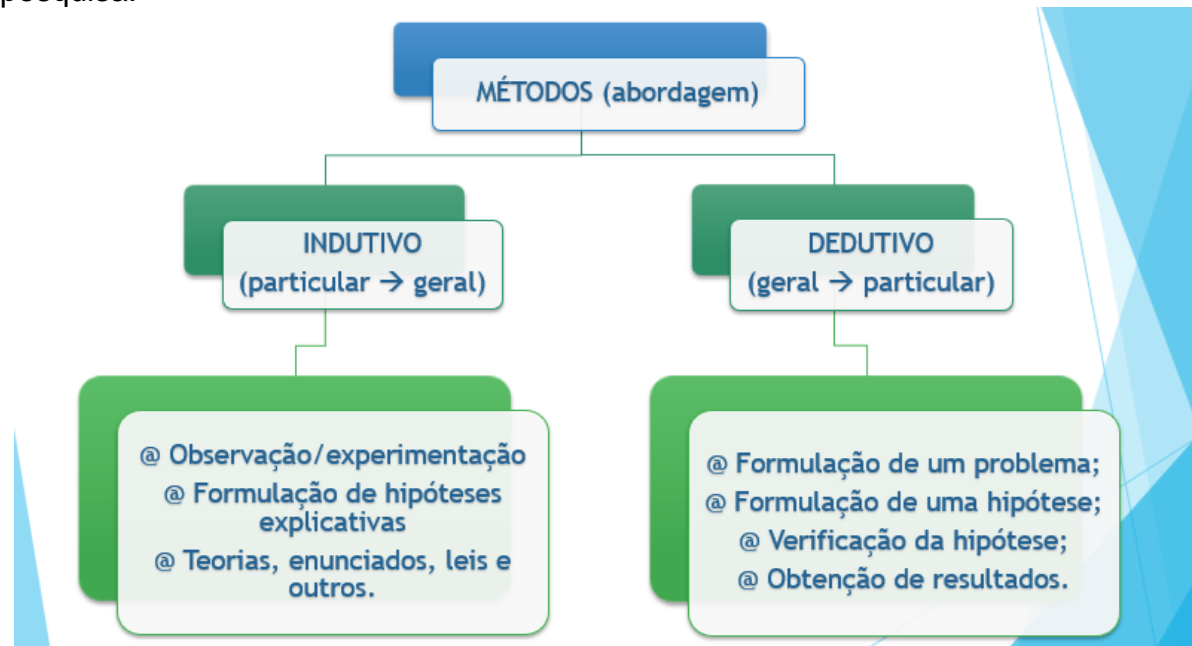 MÉTODOS (abordagem)
INDUTIVO
(particular → geral)
DEDUTIVO
(geral → particular)
@ Observação/experimentação
@ Formulação de hipóteses
explicativas
@ Teorias, enunciados, leis e
outros.
@ Formulação de um problema;
@ Formulação de uma hipótese;
@ Verificação da hipótese;
@ Obtenção de resultados.